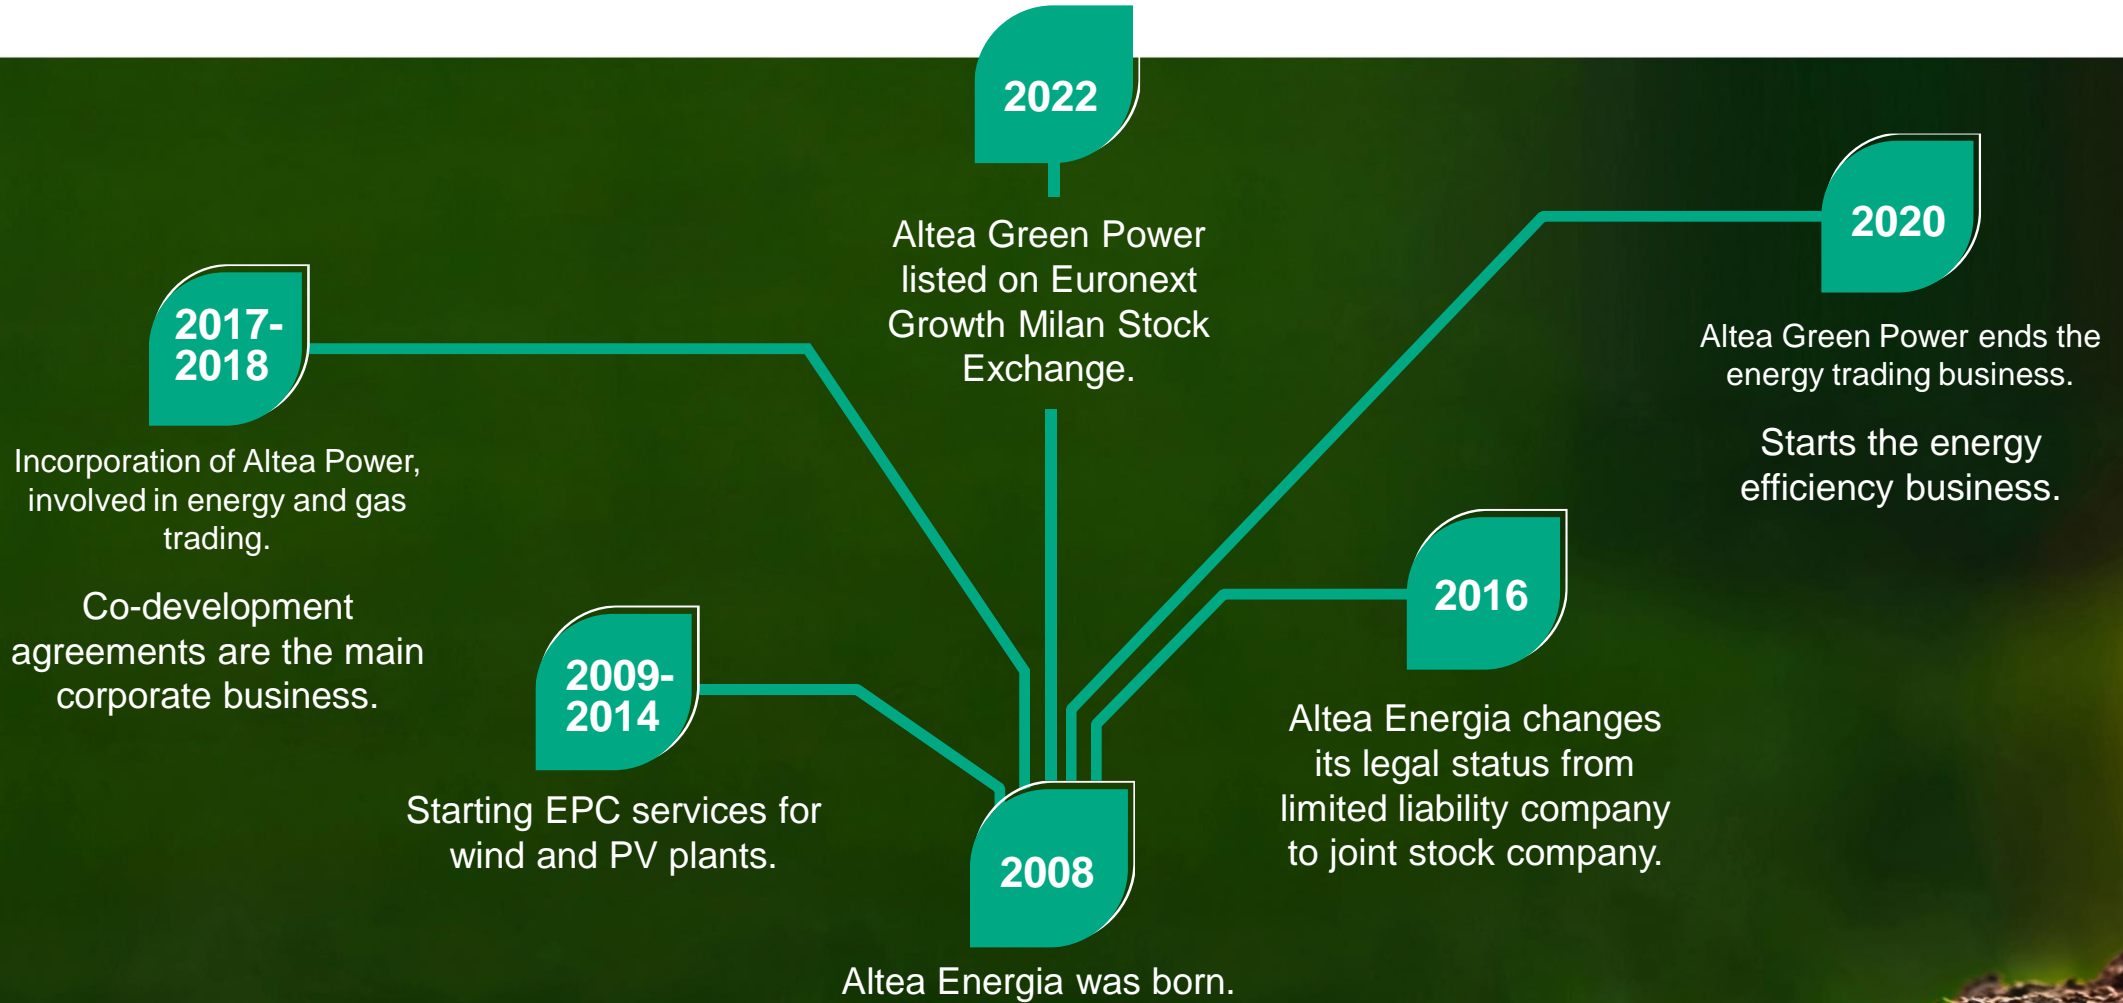 2022
Altea Green Power
listed on Euronext
Growth Milan Stock
Exchange.
2020
Altea Green Power ends the
energy trading business.
Starts the energy
efficiency business.
2017-
2018
Incorporation of Altea Power,
involved in energy and gas
trading.
Co-development
agreements are the main
corporate business.
2016
Altea Energia changes
its legal status from
limited liability company
to joint stock company.
2009-
2014
Starting EPC services for
wind and PV plants.
2008
Altea Energia was born.